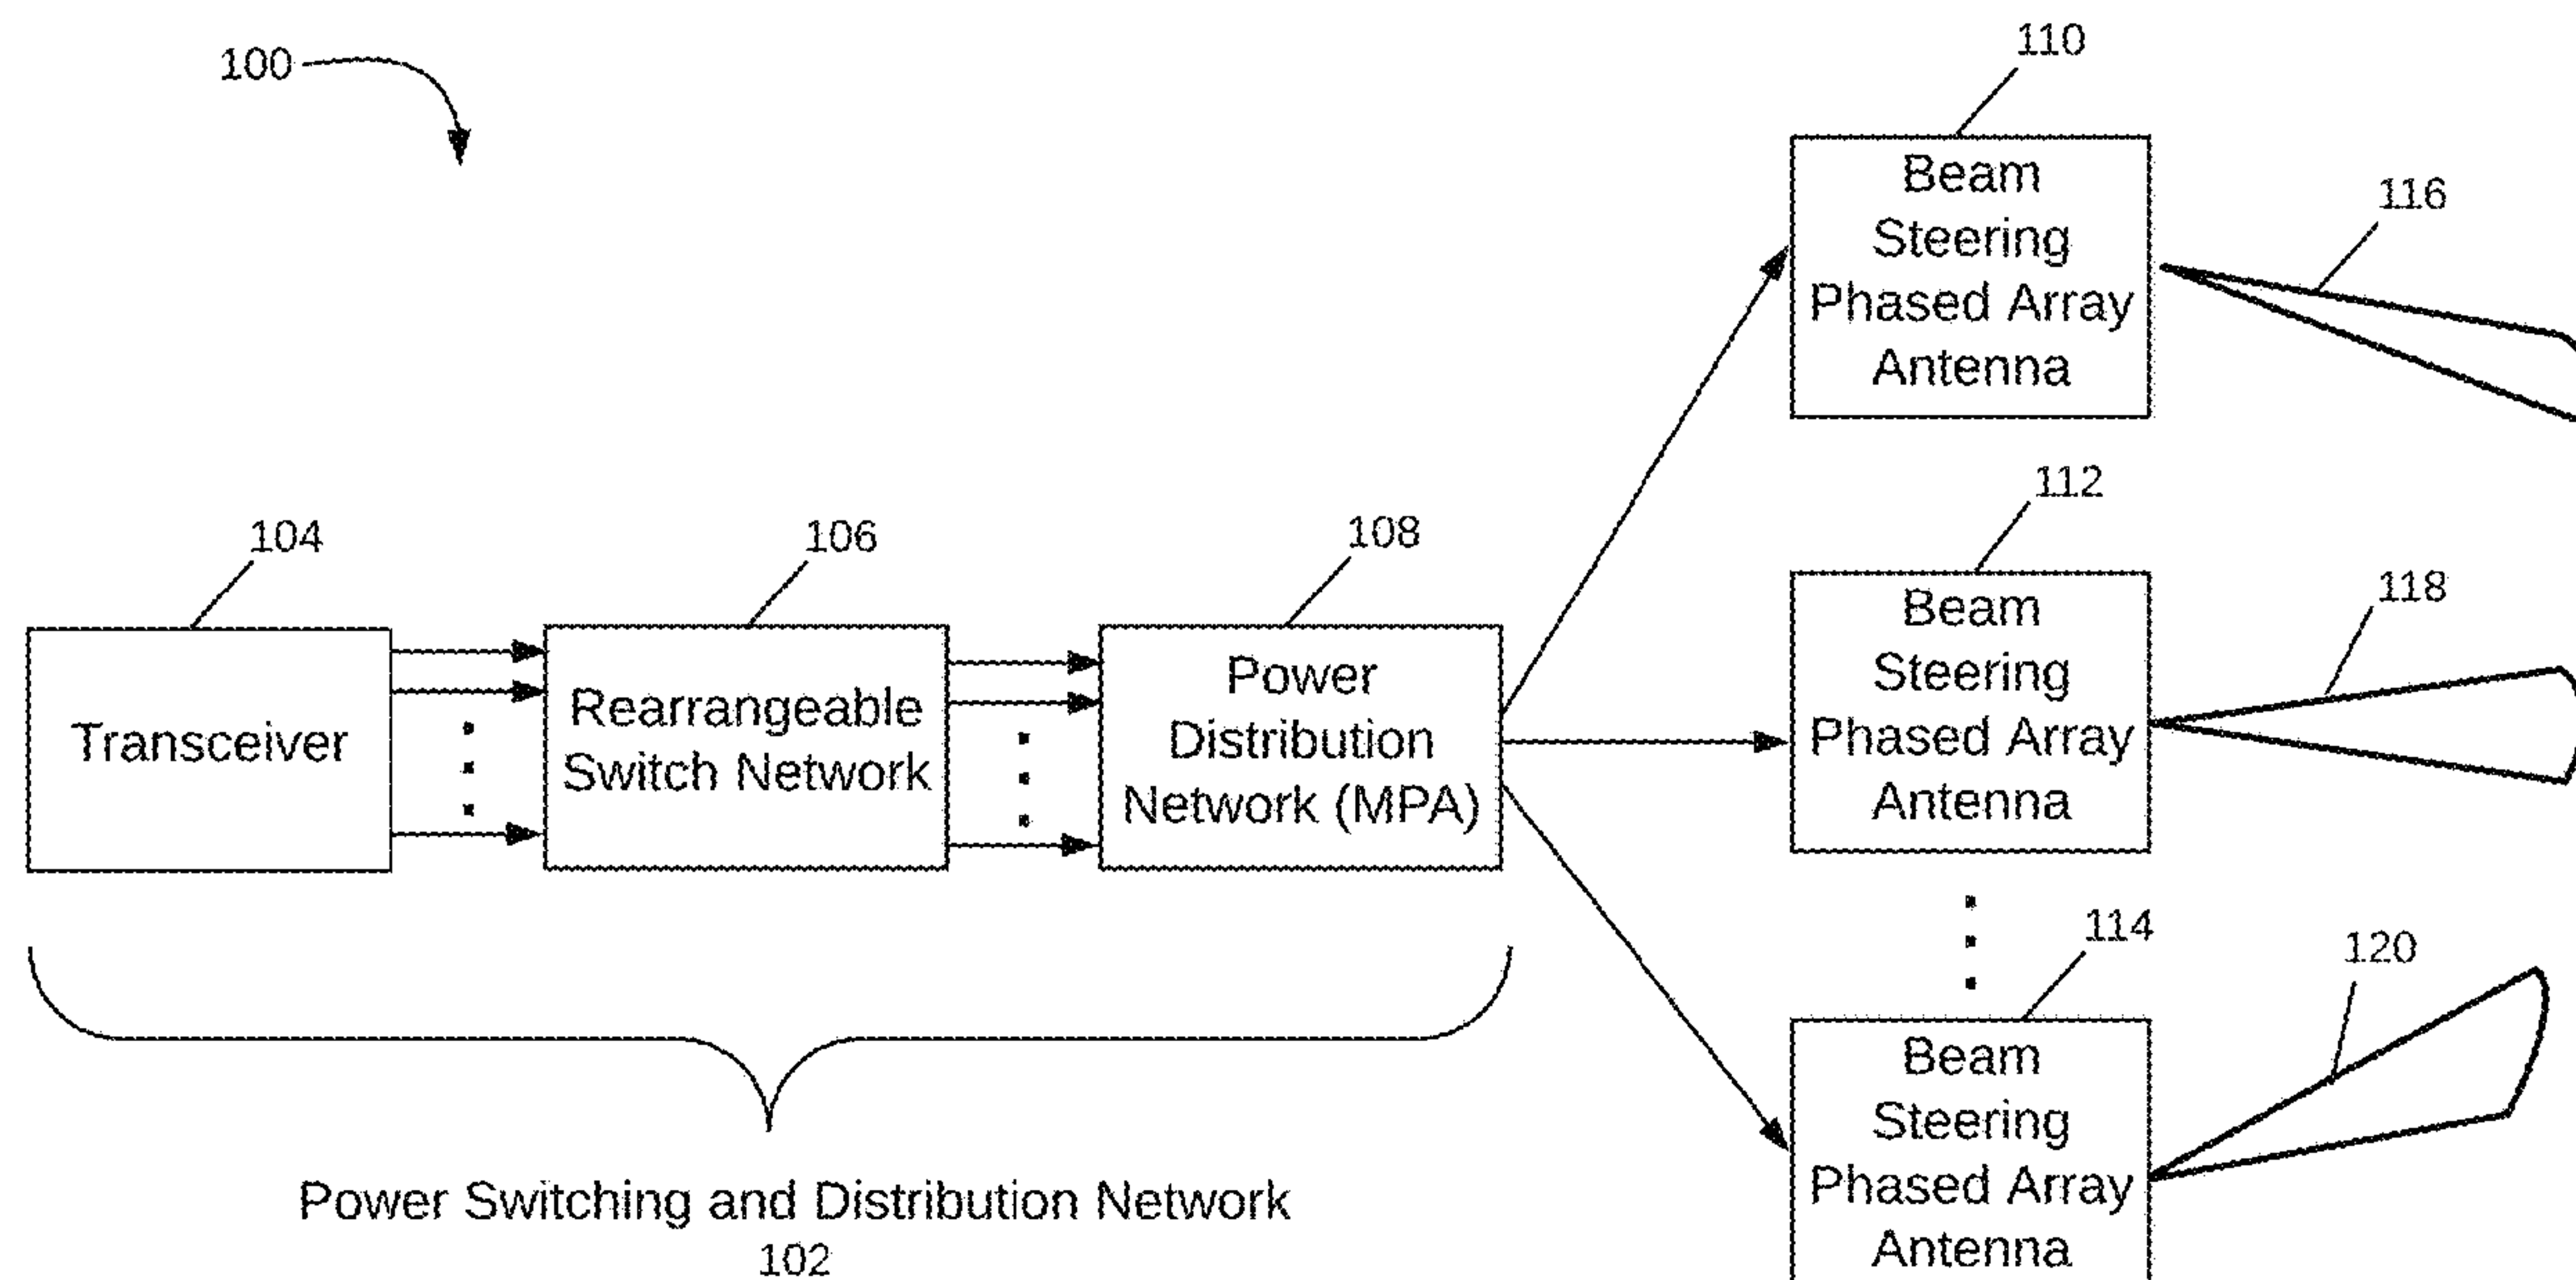 100
110
Beam
Steering
Phased Array
Antenna
116
104
Transceiver
106
Rearrangeable
Switch Network
108
Power
Distribution
Network (MPA)
112
Beam
Steering
Phased Array
Antenna
118
114
Beam
Steering
Phased Array
Antenna
120
Power Switching and Distribution Network
102